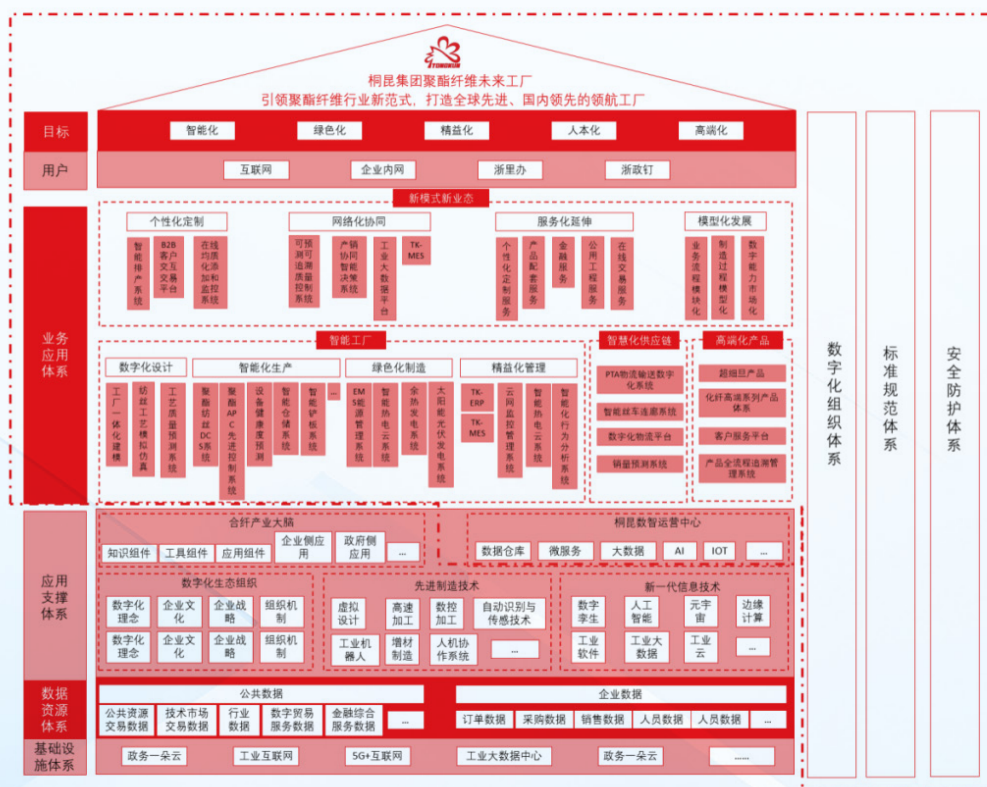 TONGKUN
桐昆集团聚酯纤维未来工厂
引领聚酯纤维行业新范式，打造全球先进、国内领先的领航工厂
目标
智能化
绿色化
精益化
人本化
高端化
用户
互联网
企业内网
浙里办
浙政钉
业务
应用
体系
新模式新业态
个性化定制
智能排产系统
B2B
客户交互交易平台
在线添加和
均质化监控系统
网络化协同
可预
测可
追溯质量控制系统
产销协同智能决策系统
工业大数据平台
TK-
MES
服务化延伸
个性化定制服务
产品配套服务
金融服务
公用工程服务
在线交易服务
模型化发展
业务流程模块化
制造过程模型化
数字能力市场化
智能工厂
数字化设计
工厂一体化建模
纺丝工艺模拟仿真
工艺质量预测系统
智能化生产
聚酯纺丝DCS系统
聚酯APC先进控制系统
设备健康度预测
智能仓储系统
智能铲板系统
...
绿色化制造
EMS能源管理系统
智能热电云系统
余热发电系统
太阳能光伏发电系统
精益化管理
TK-
ERP
TK-
MES
云网监控管理系统
智能热电云系统
智能化行为分析系统
智慧化供应链
PTA物流输送数字
化系统
智能丝车连廊系统
数字化物流平台
销量预测系统
高端化产品
超细旦产品
化纤高端系列产品
体系
客户服务平台
产品全流程追溯管
理系统
应用
支撑
体系
合纤产业大脑
知识组件
工具组件
应用组件
企业侧应
用
政府侧
应用
...
桐昆数智运营中心
数据仓库
微服务
大数据
AI
IOT
...
数字化生态组织
数字化
理念
企业文
化
企业战
略
组织机
制
数字化
理念
企业文
化
企业战
略
组织机
制
先进制造技术
虚拟
设计
高速
加工
数控
加工
自动识别与
传感技术
工业机
器人
增材
制造
人机协
作系统
...
新一代信息技术
数字
孪生
人工
智能
元宇
宙
边缘
计算
工业
软件
工业大
数据
工业
云
...
数据
资源
体系
公共数据
公共资源
交易数据
技术市场
交易数据
行业
数据
数字贸易
服务数据
金融综合
服务数据
...
企业数据
订单数据
采购数据
销售数据
人员数据
人员数据
...
基础设
施体系
政务一朵云
工业互联网
5G+互联网
工业大数据中心
政务一朵云
......
数字化组织体系
标准规范体系
安全防护体系